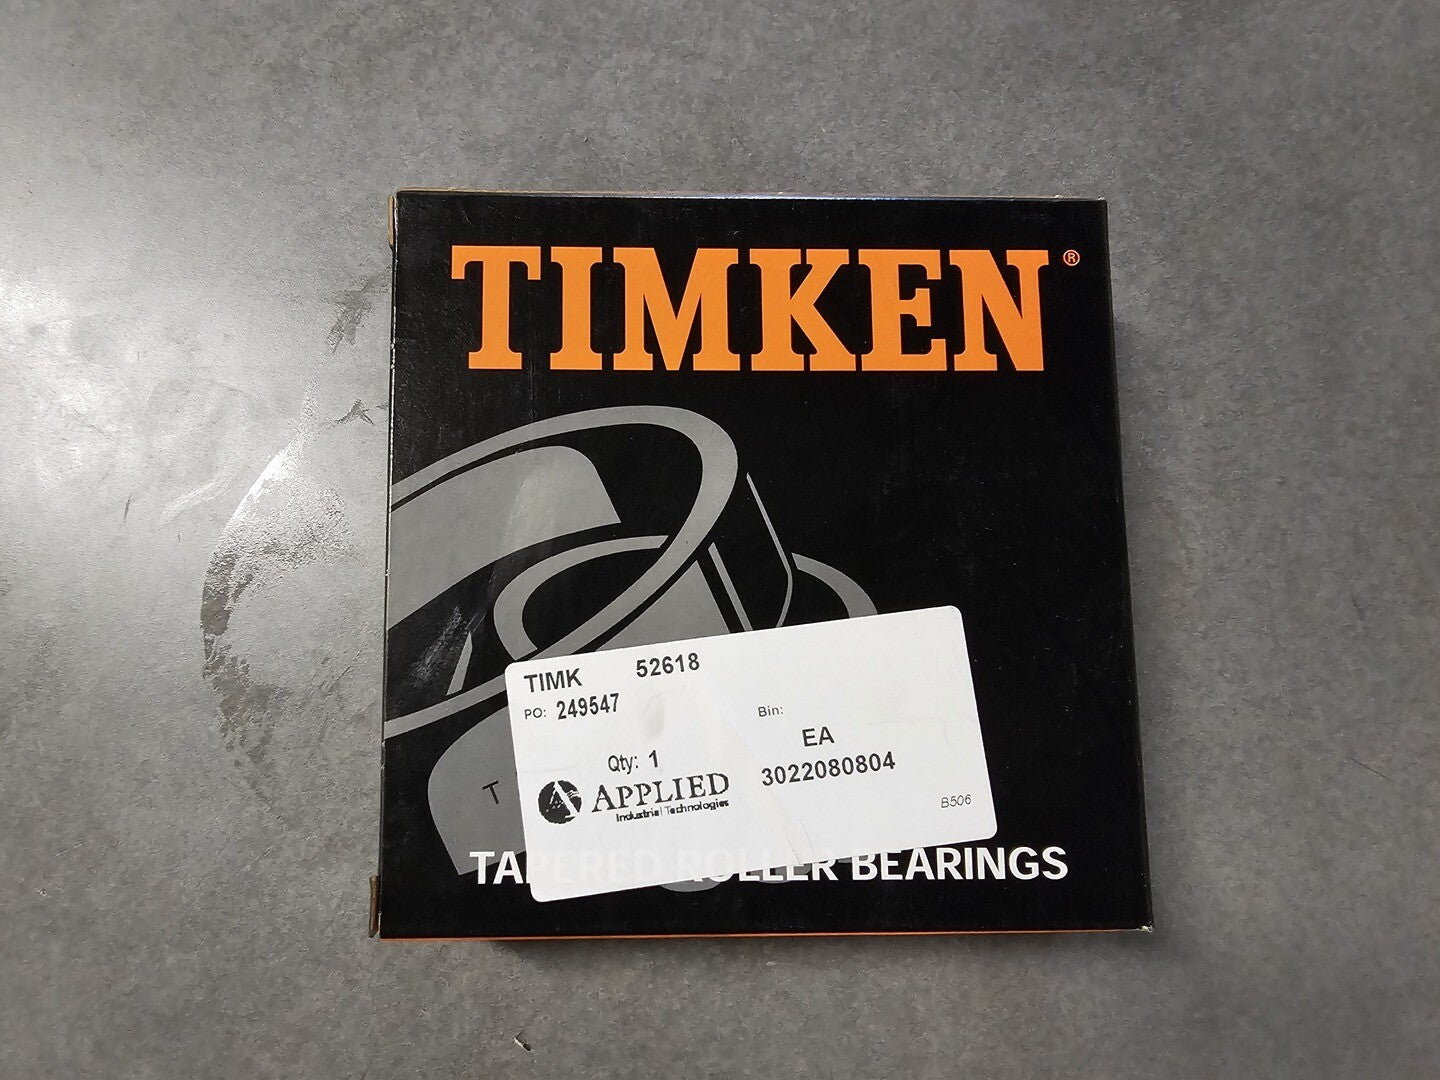 TIMKEN®
TIMK 52618
PO: 249547
Bin:
EA
Qty: 1
3022080804
APPLIED
Industrial Technologies
B506
T
TAPERED ROLLER BEARINGS